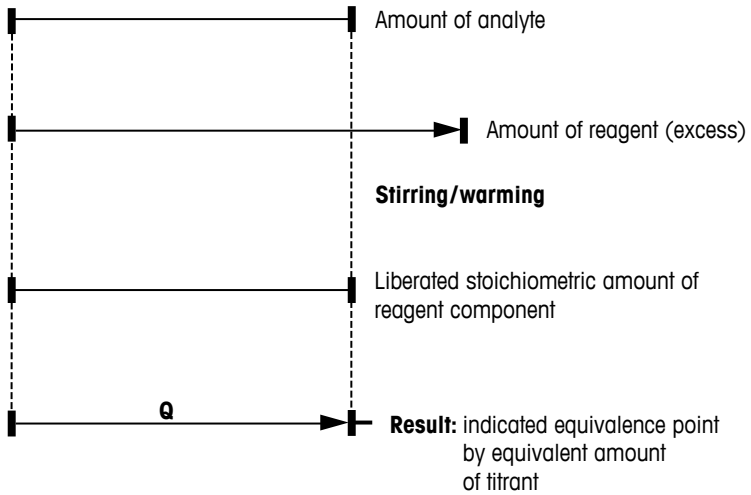 Amount of analyte
Amount of reagent (excess)
Stirring/warming
Liberated stoichiometric amount of
reagent component
Q
Result: indicated equivalence point
by equivalent amount
of titrant